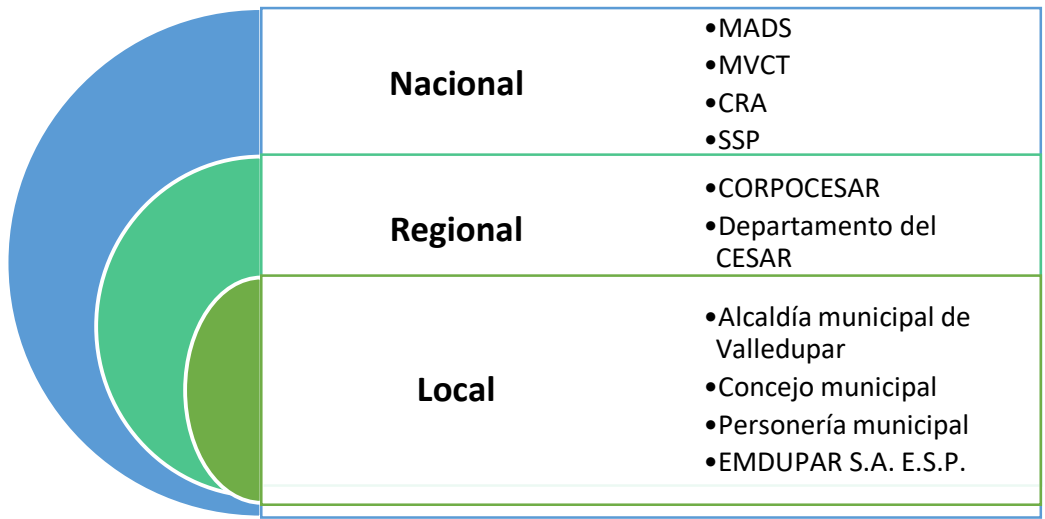 Nacional
•MADS
•MVCT
•CRA
•SSP
Regional
•CORPOCESAR
•Departamento del
CESAR
Local
•Alcaldía municipal de
Valledupar
•Concejo municipal
•Personería municipal
•EMDUPAR S.A. E.S.P.